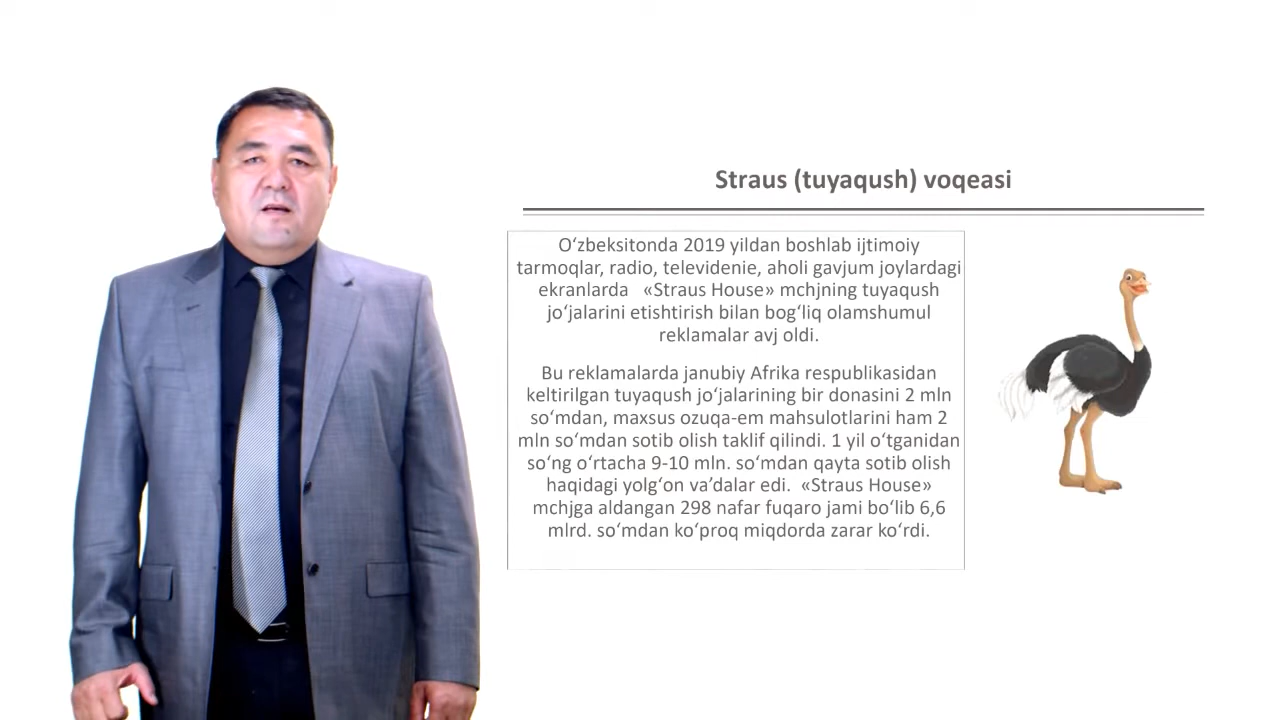 Straus (tuyaqush) voqeasi
O‘zbeksitonda 2019 yildan boshlab ijtimoiy
tarmoqlar, radio, televidenie, aholi gavjum joylardagi
ekranlarda «Straus House» mchjning tuyaqush
jo‘jalarini etishtirish bilan bog‘liq olamshumul
reklamalar avj oldi.
Bu reklamalarda janubiy Afrika respublikasidan
keltirilgan tuyaqush jo‘jalarining bir donasini 2 mln
so‘mdan, maxsus ozuqa-em mahsulotlarini ham 2
mln so‘mdan sotib olish taklif qilindi. 1 yil o‘tganidan
so‘ng o‘rtacha 9-10 mln. so‘mdan qayta sotib olish
haqidagi yolg‘on va’dalar edi. «Straus House»
mchjga aldangan 298 nafar fuqaro jami bo‘lib 6,6
mlrd. so‘mdan ko‘proq miqdorda zarar ko‘rdi.